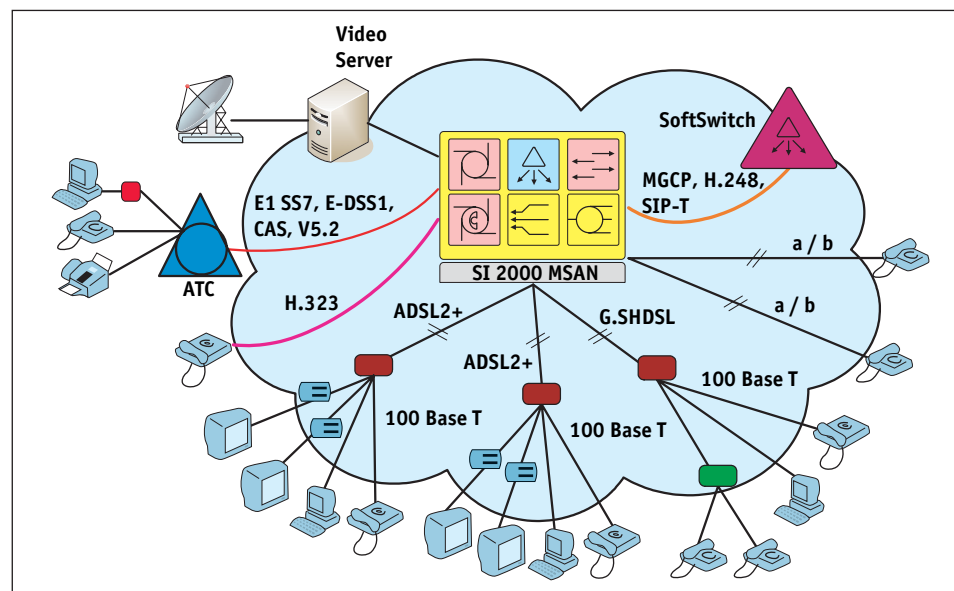 Video
Server
SoftSwitch
MGCP, H.248,
SIP-T
E1 SS7, E-DSS1,
CAS, V5.2
a / b
SI 2000 MSAN
ATC
H.323
ADSL2+
G.SHDSL
a / b
ADSL2+
100 Base T
100 Base T
100 Base T